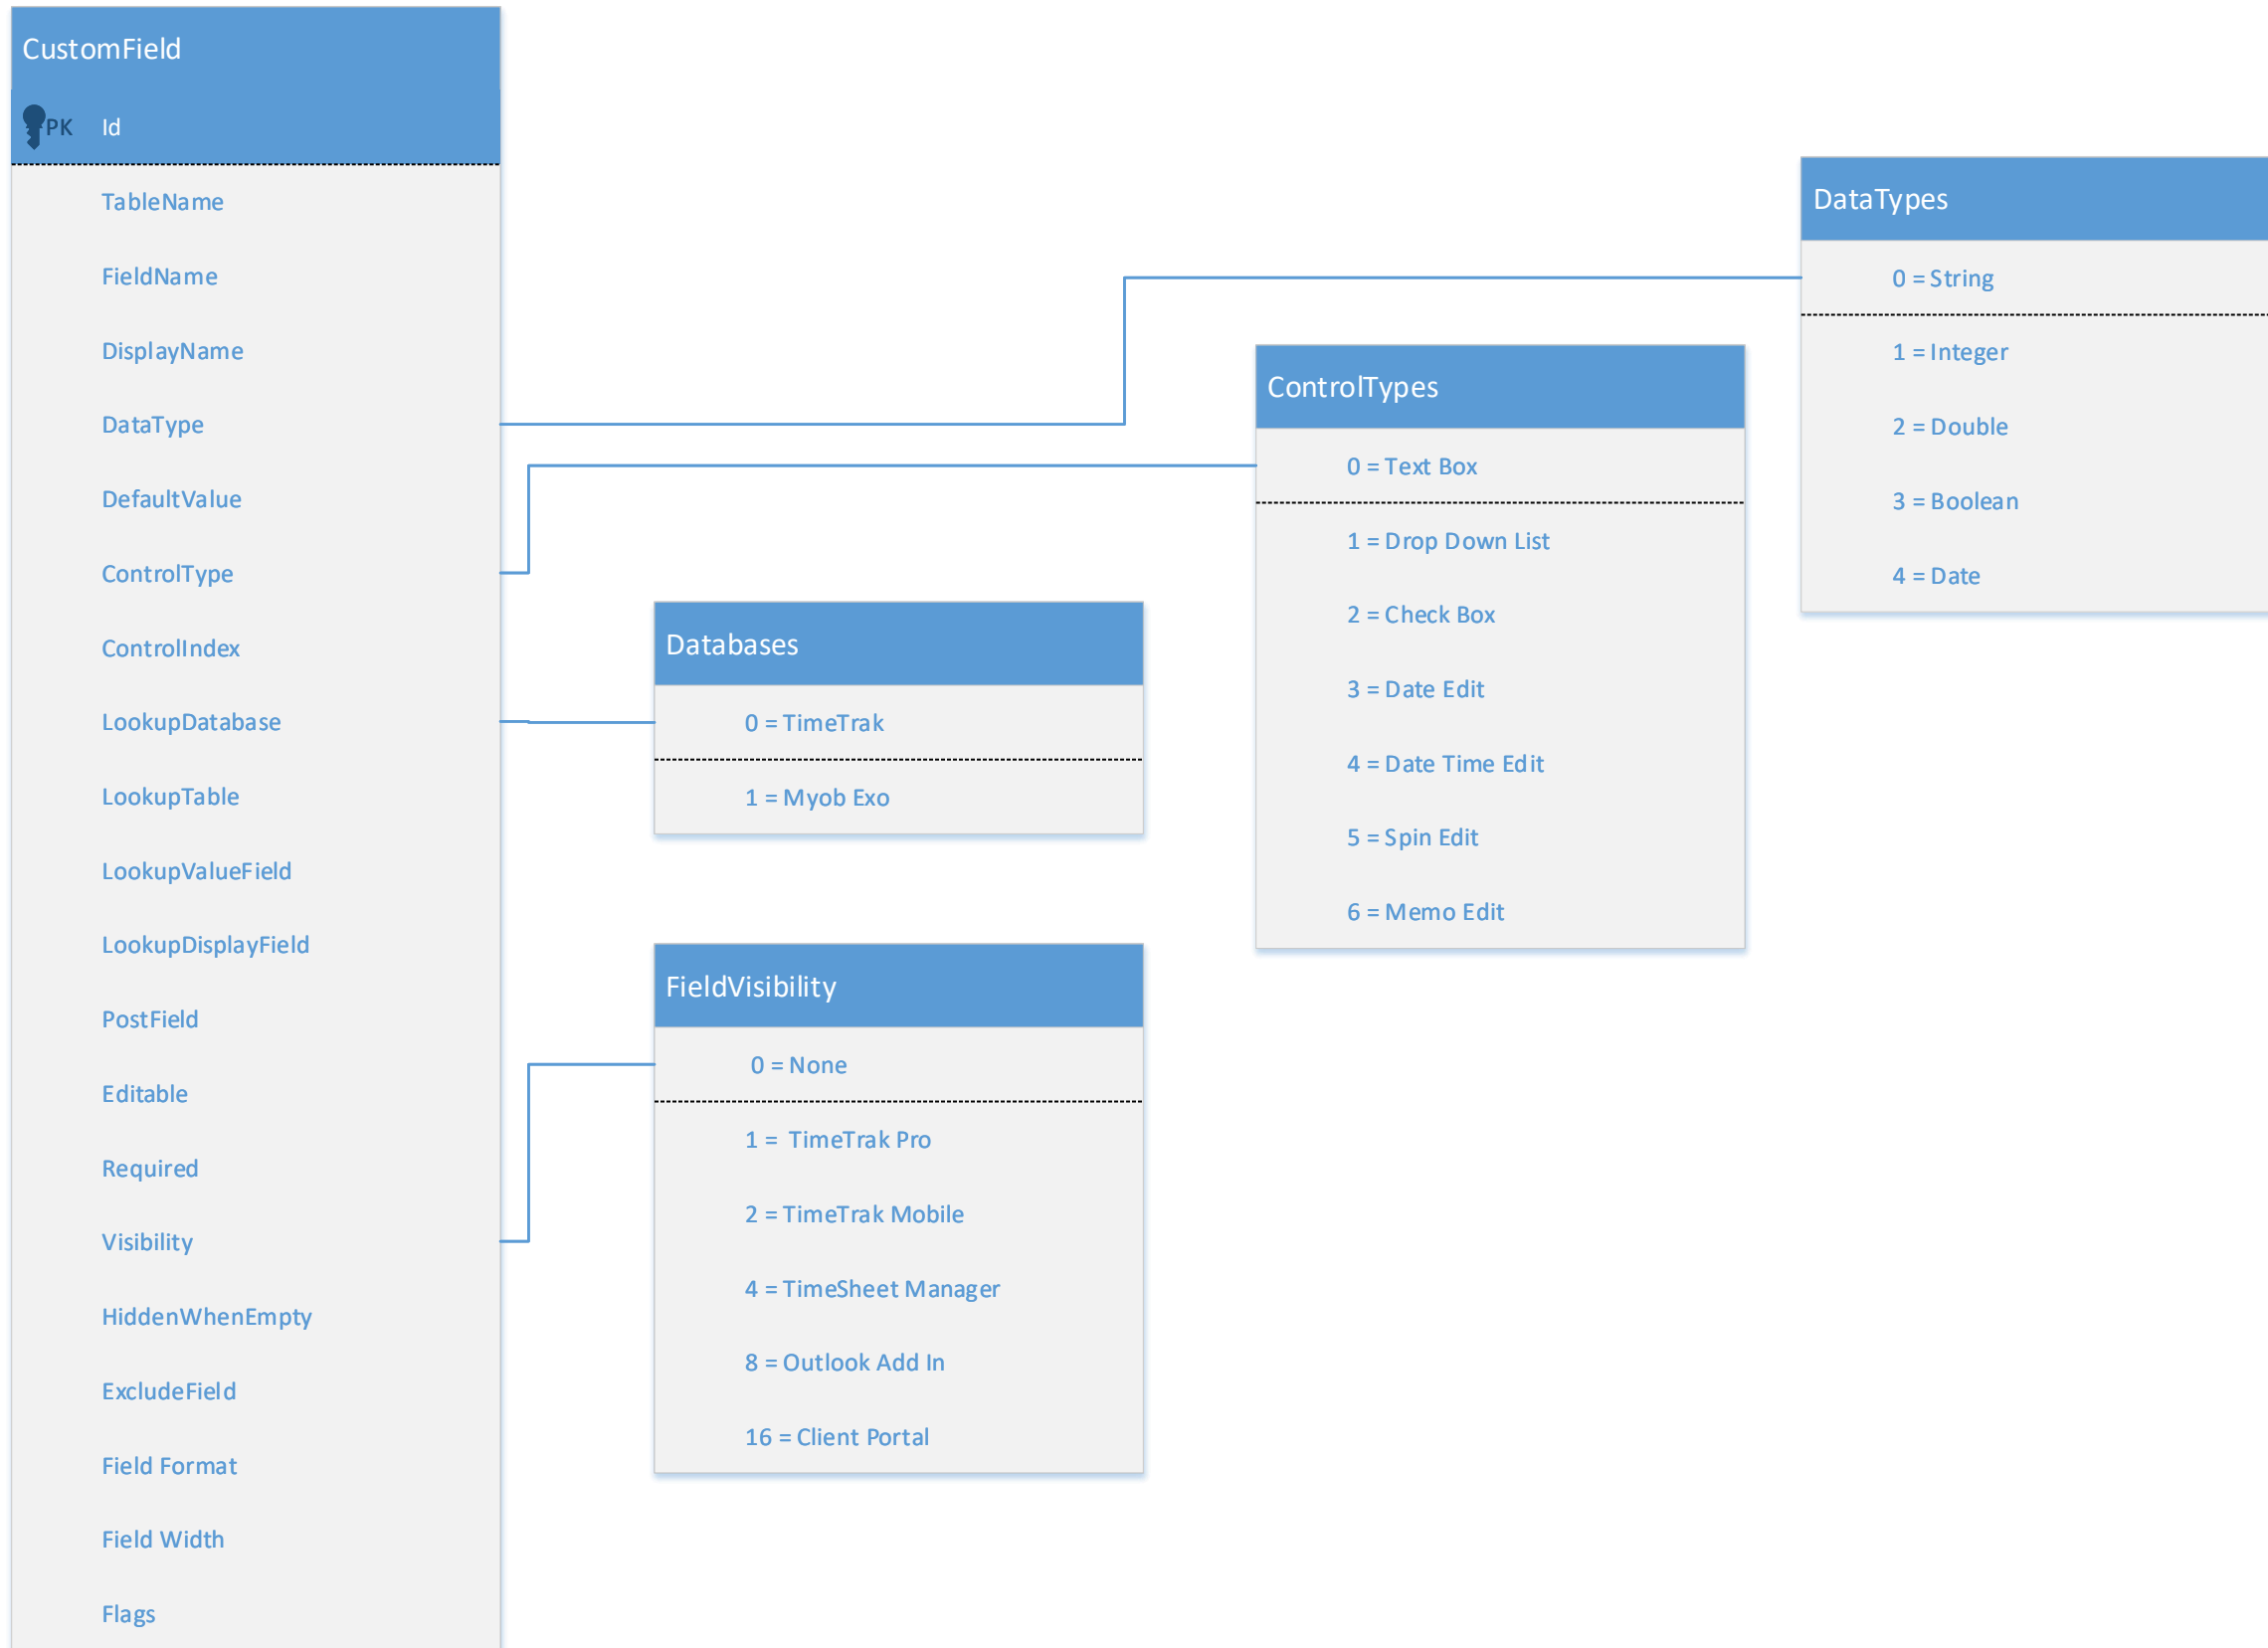 CustomField
PK Id
TableName
FieldName
DisplayName
DataType
DefaultValue
ControlType
ControlIndex
LookupDatabase
LookupTable
LookupValueField
LookupDisplayField
PostField
Editable
Required
Visibility
HiddenWhenEmpty
ExcludeField
Field Format
Field Width
Flags
Databases
0 = TimeTrak
1 = Myob Exo
FieldVisibility
0 = None
1 = TimeTrak Pro
2 = TimeTrak Mobile
4 = TimeSheet Manager
8 = Outlook Add In
16 = Client Portal
ControlTypes
0 = Text Box
1 = Drop Down List
2 = Check Box
3 = Date Edit
4 = Date Time Edit
5 = Spin Edit
6 = Memo Edit
DataTypes
0 = String
1 = Integer
2 = Double
3 = Boolean
4 = Date